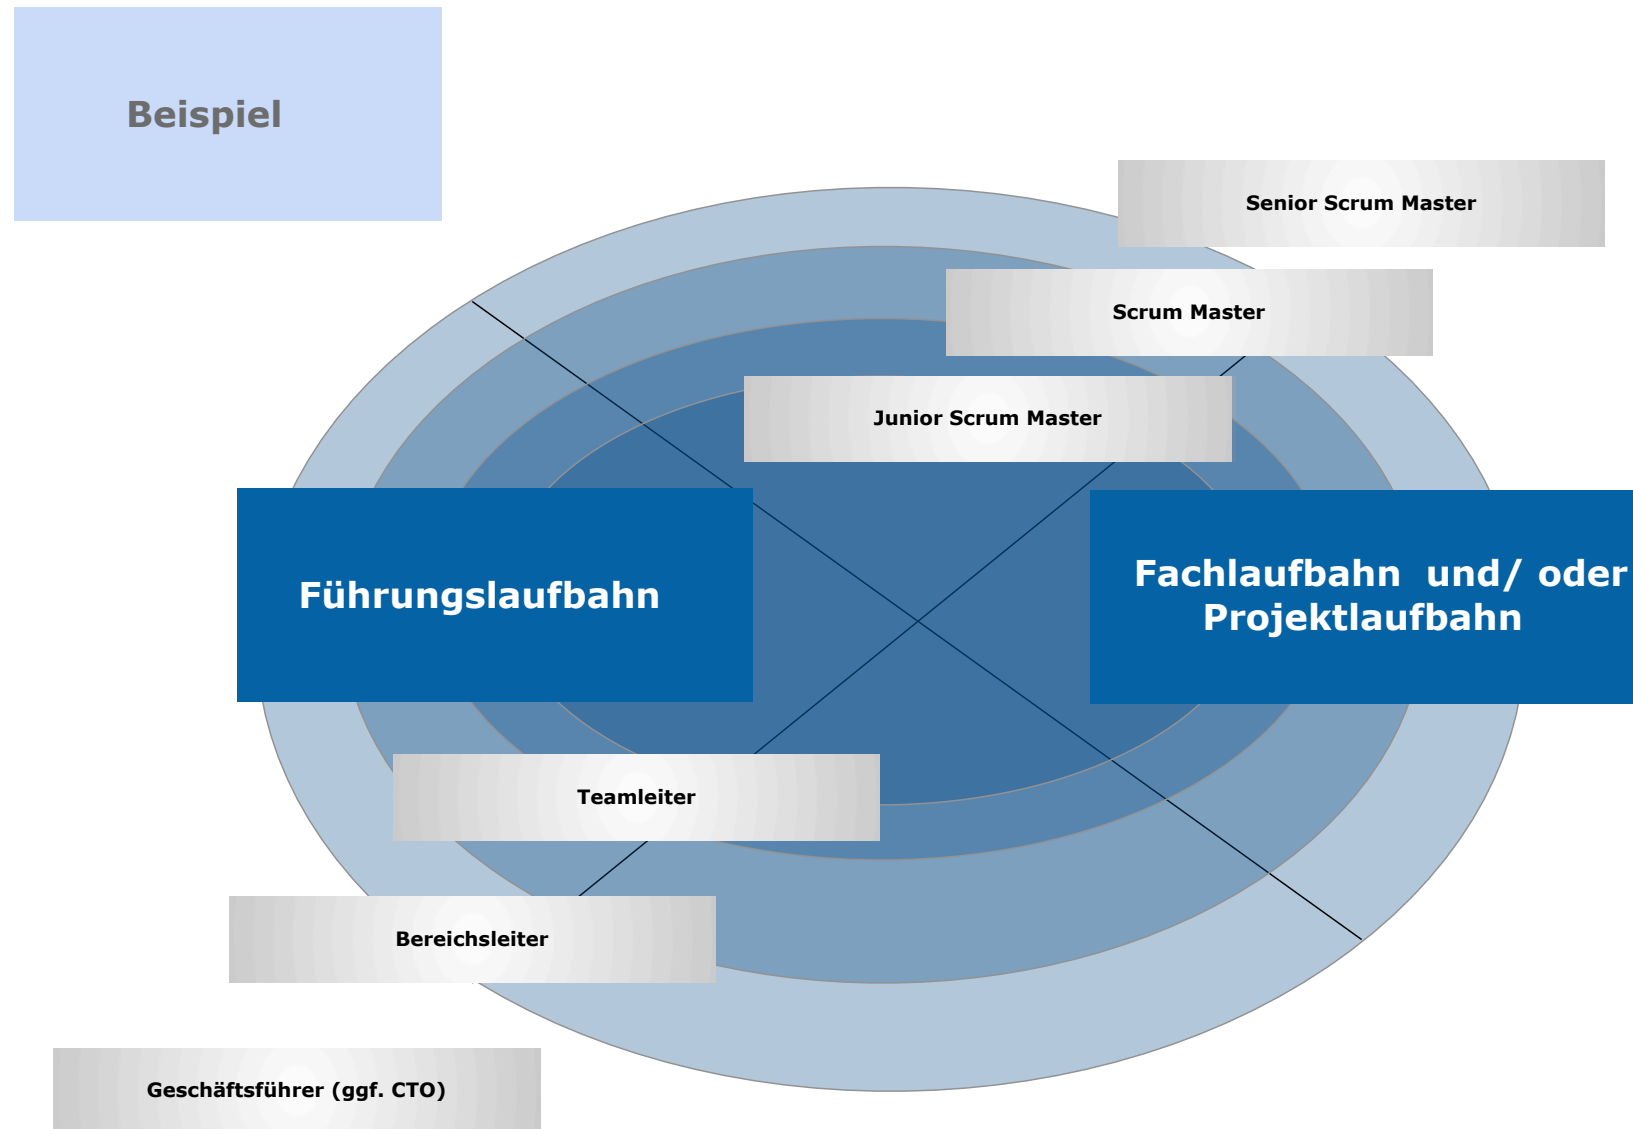 Beispiel
Senior Scrum Master
Scrum Master
Junior Scrum Master
Führungslaufbahn
Fachlaufbahn und/ oder
Projektlaufbahn
Teamleiter
Bereichsleiter
Geschäftsführer (ggf. CTO)